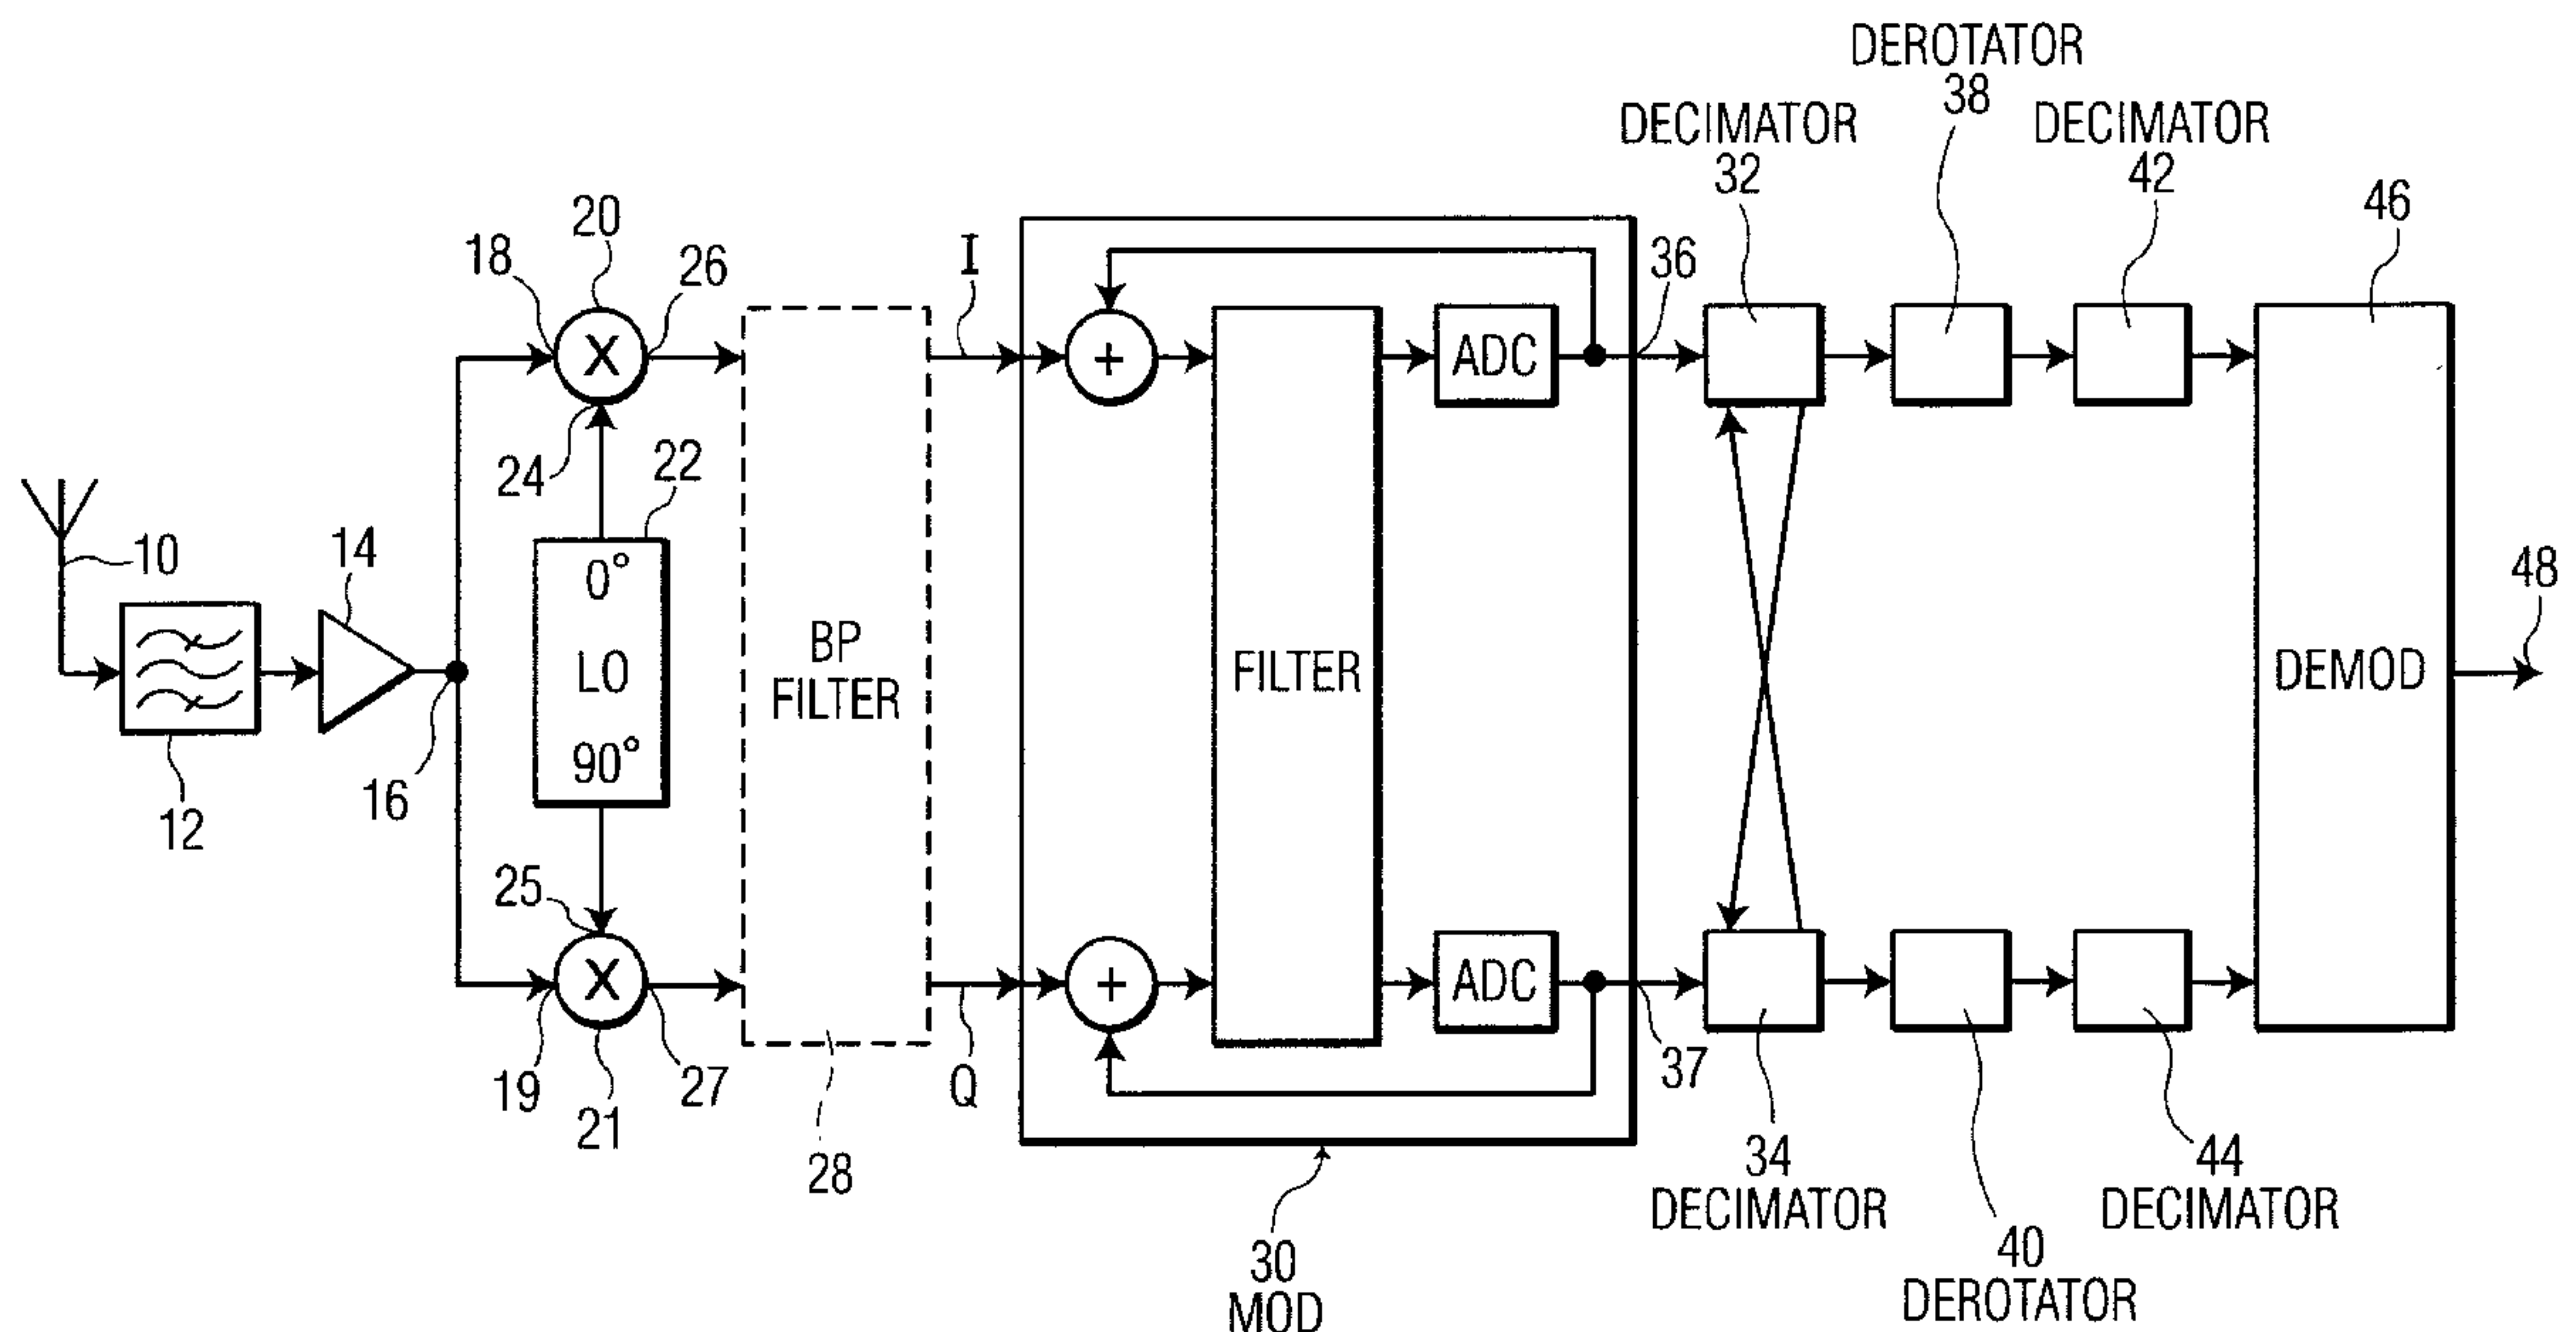 DEROTATOR
38
DECIMATOR
32
DECIMATOR
42
46
20
18
26
I
36
X
+
ADC
24
22
0°
LO
90°
10
14
12
16
BP
FILTER
FILTER
DEMOD
48
25
X
+
ADC
19
21
27
Q
28
37
30
MOD
34
DECIMATOR
40
DEROTATOR
44
DECIMATOR